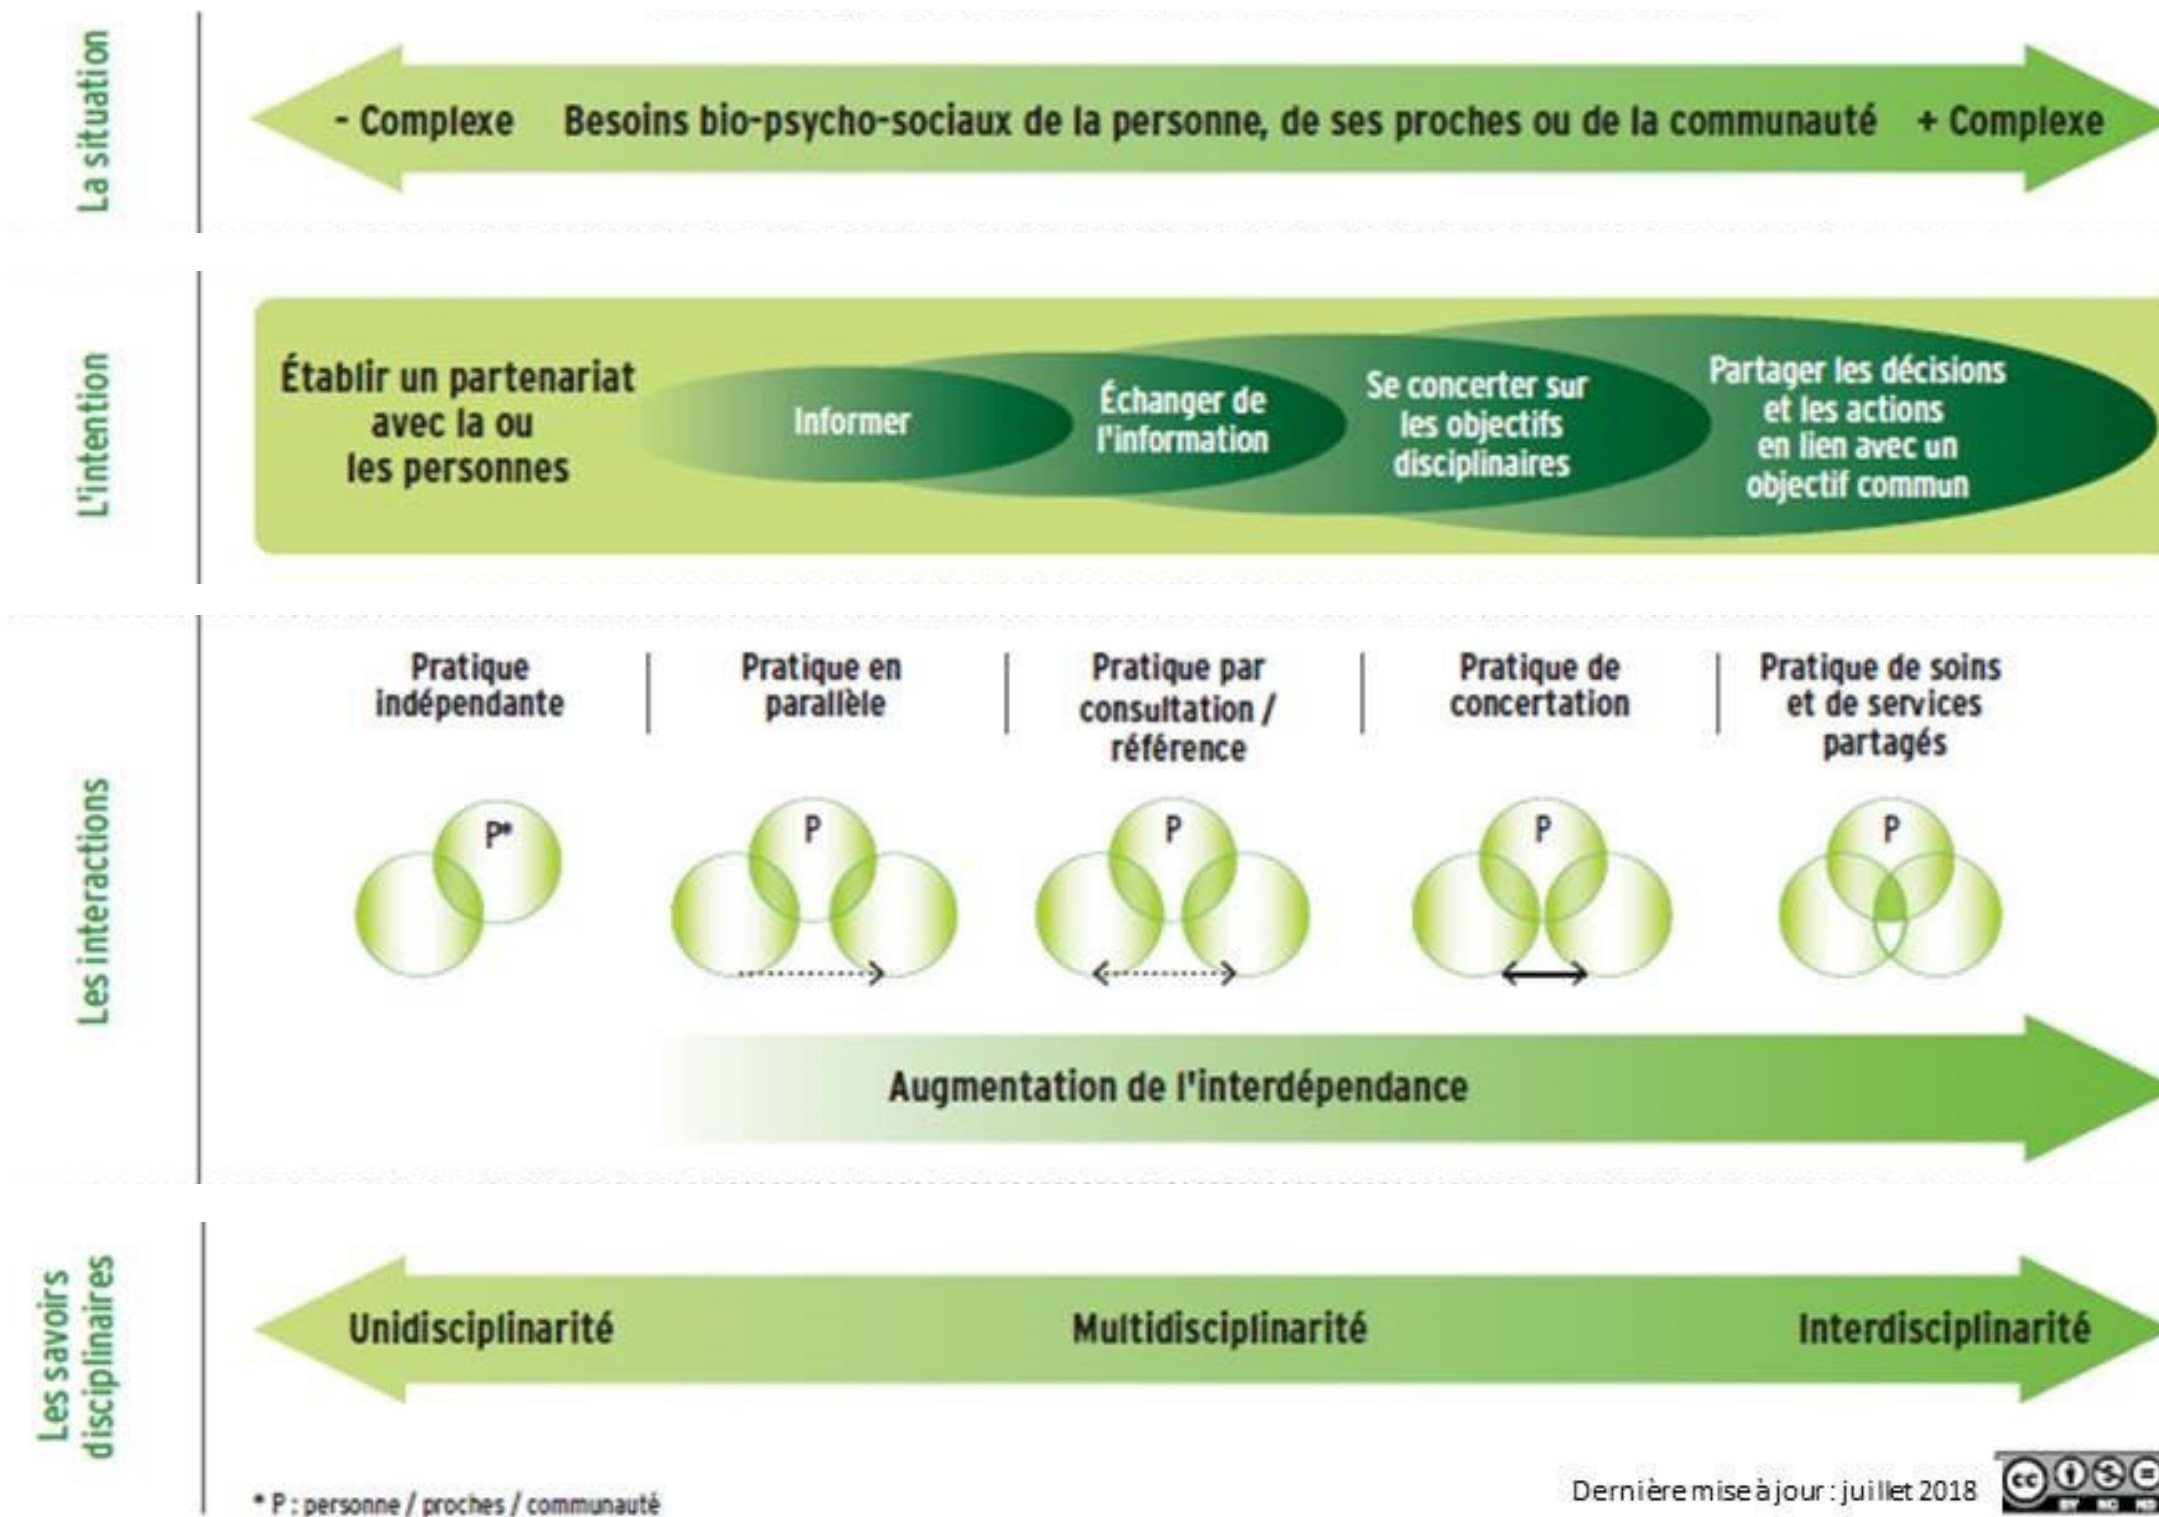 La situation
- Complexe Besoins bio-psycho-sociaux de la personne, de ses proches ou de la communauté + Complexe
L'intention
Établir un partenariat
avec la ou
les personnes
Informer
Échanger de
l'information
Se concerter sur
les objectifs
disciplinaires
Partager les décisions
et les actions
en lien avec un
objectif commun
Les interactions
Pratique
indépendante
Pratique en
parallèle
Pratique par
consultation /
référence
Pratique de
concertation
Pratique de soins
et de services
partagés
P*
P
P
P
P
Augmentation de l'interdépendance
Les savoirs
disciplinaires
Unidisciplinarité Multidisciplinarité Interdisciplinarité
* P : personne / proches / communauté
Dernière mise à jour : juillet 2018
cc
BY NC ND